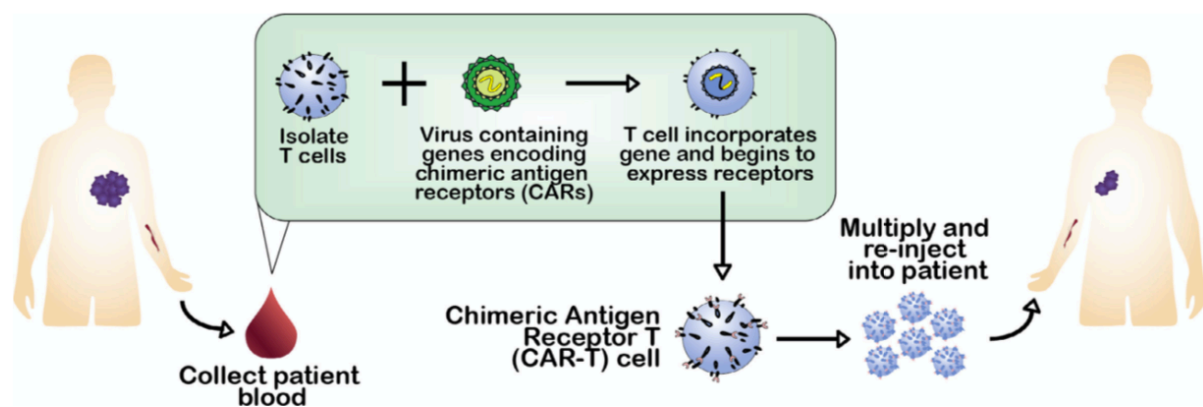 Isolate
T cells
Virus containing
genes encoding
chimeric antigen
receptors (CARs)
T cell incorporates
gene and begins to
express receptors
Collect patient
blood
Chimeric Antigen
Receptor T
(CAR-T) cell
Multiply and
re-inject
into patient